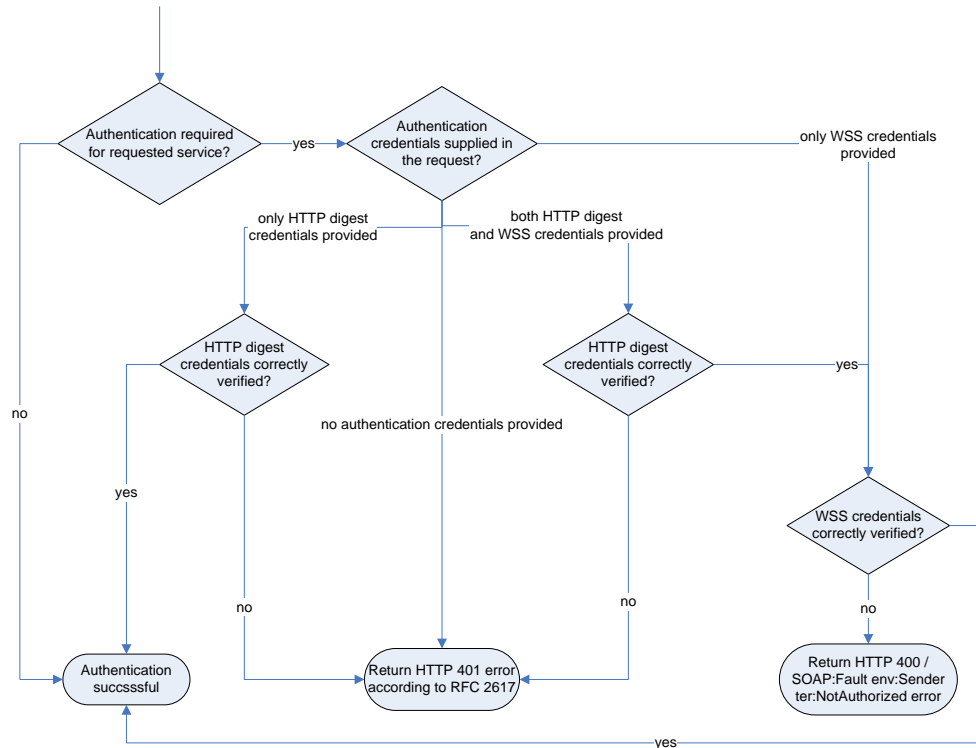 Authentication required
for requested service?
yes
Authentication
credentials supplied in
the request?
only WSS credentials
provided
only HTTP digest
credentials provided
both HTTP digest
and WSS credentials provided
HTTP digest
credentials correctly
verified?
HTTP digest
credentials correctly
verified?
yes
no
no authentication credentials provided
yes
WSS credentials
correctly verified?
no
no
no
Authentication
succsssful
Return HTTP 401 error
according to RFC 2617
Return HTTP 400 /
SOAP:Fault env:Sender
ter:NotAuthorized error
yes